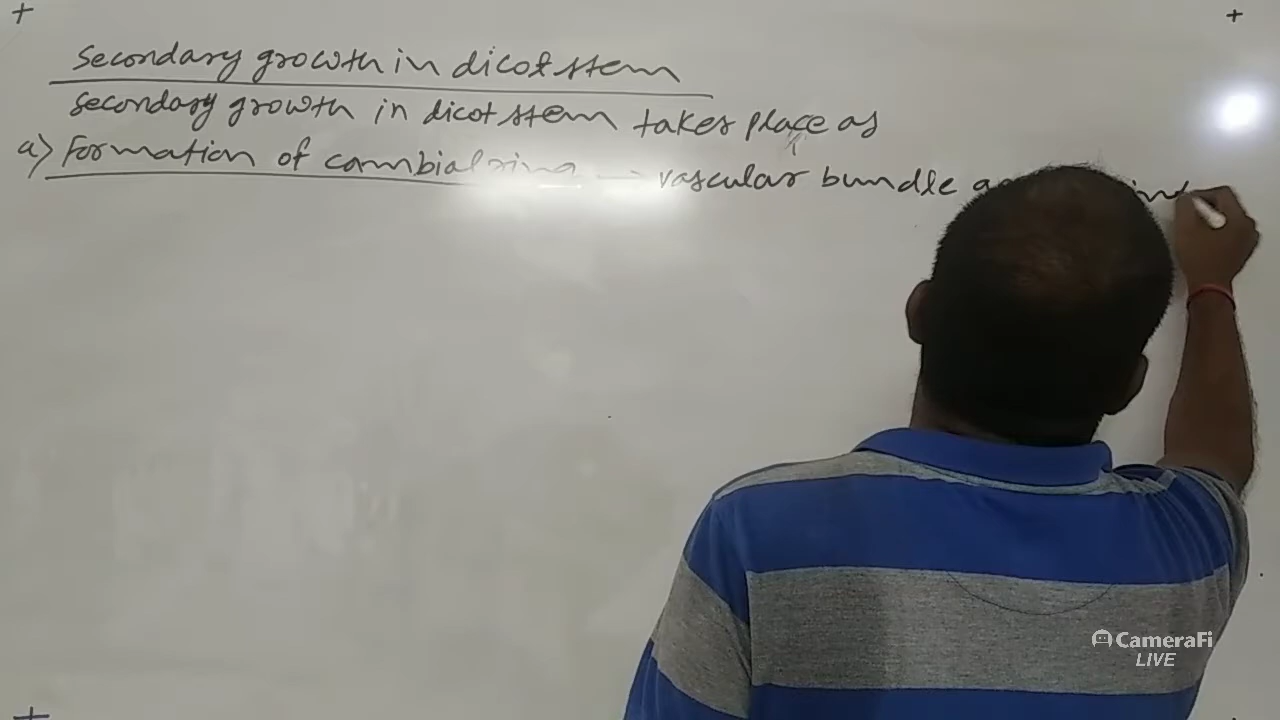 Secondary growth in dicot stem
secondary growth in dicot stem takes place as
a) Formation of cambial ring → vascular bundle
CameraFi
LIVE